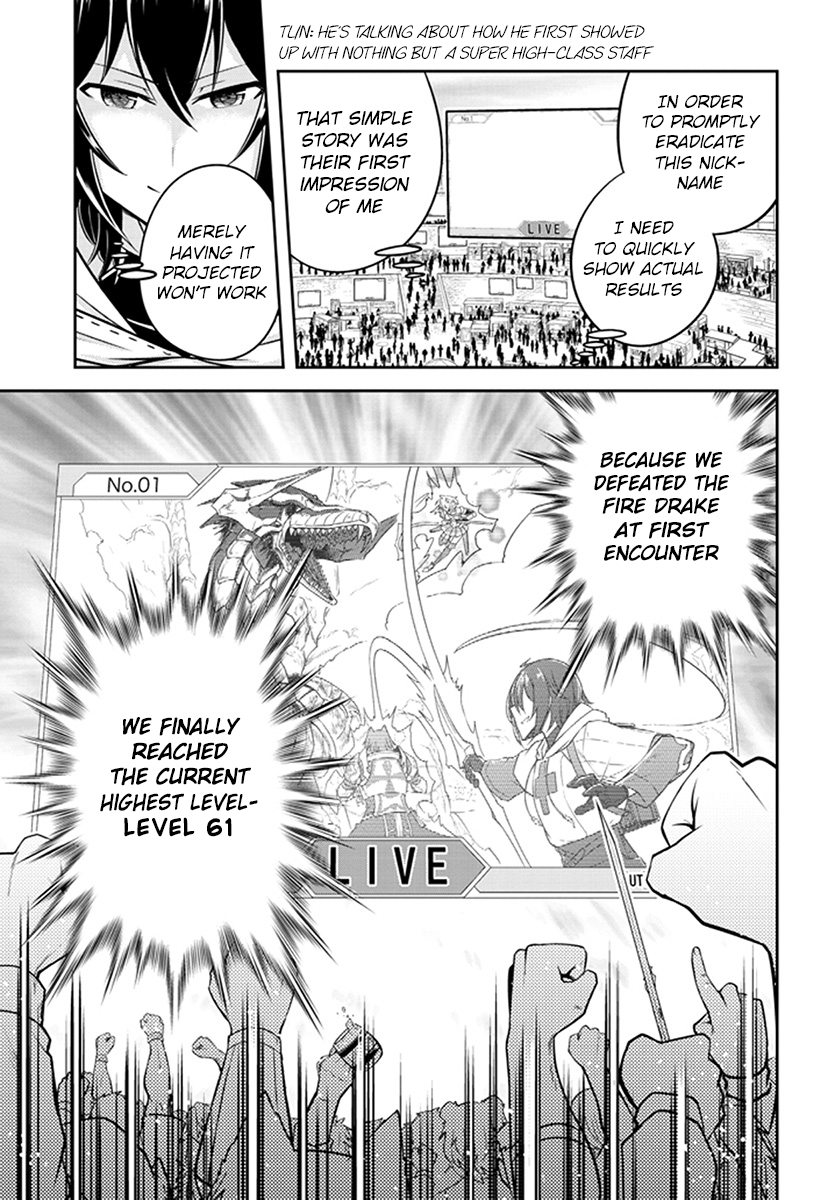 TL/N: HE'S TALKING ABOUT HOW HE FIRST SHOWED
UP WITH NOTHING BUT A SUPER HIGH-CLASS STAFF
IN ORDER
TO PROMPTLY
ERADICATE
THIS NICK-
NAME
I NEED
TO QUICKLY
SHOW ACTUAL
RESULTS
No.1
LIVE
THAT SIMPLE
STORY WAS
THEIR FIRST
IMPRESSION
OF ME
MERELY
HAVING IT
PROJECTED
WON'T WORK
BECAUSE WE
DEFEATED THE
FIRE DRAKE
AT FIRST
ENCOUNTER
No.01
WE FINALLY
REACHED
THE CURRENT
HIGHEST LEVEL-
LEVEL 61
LIVE
UT